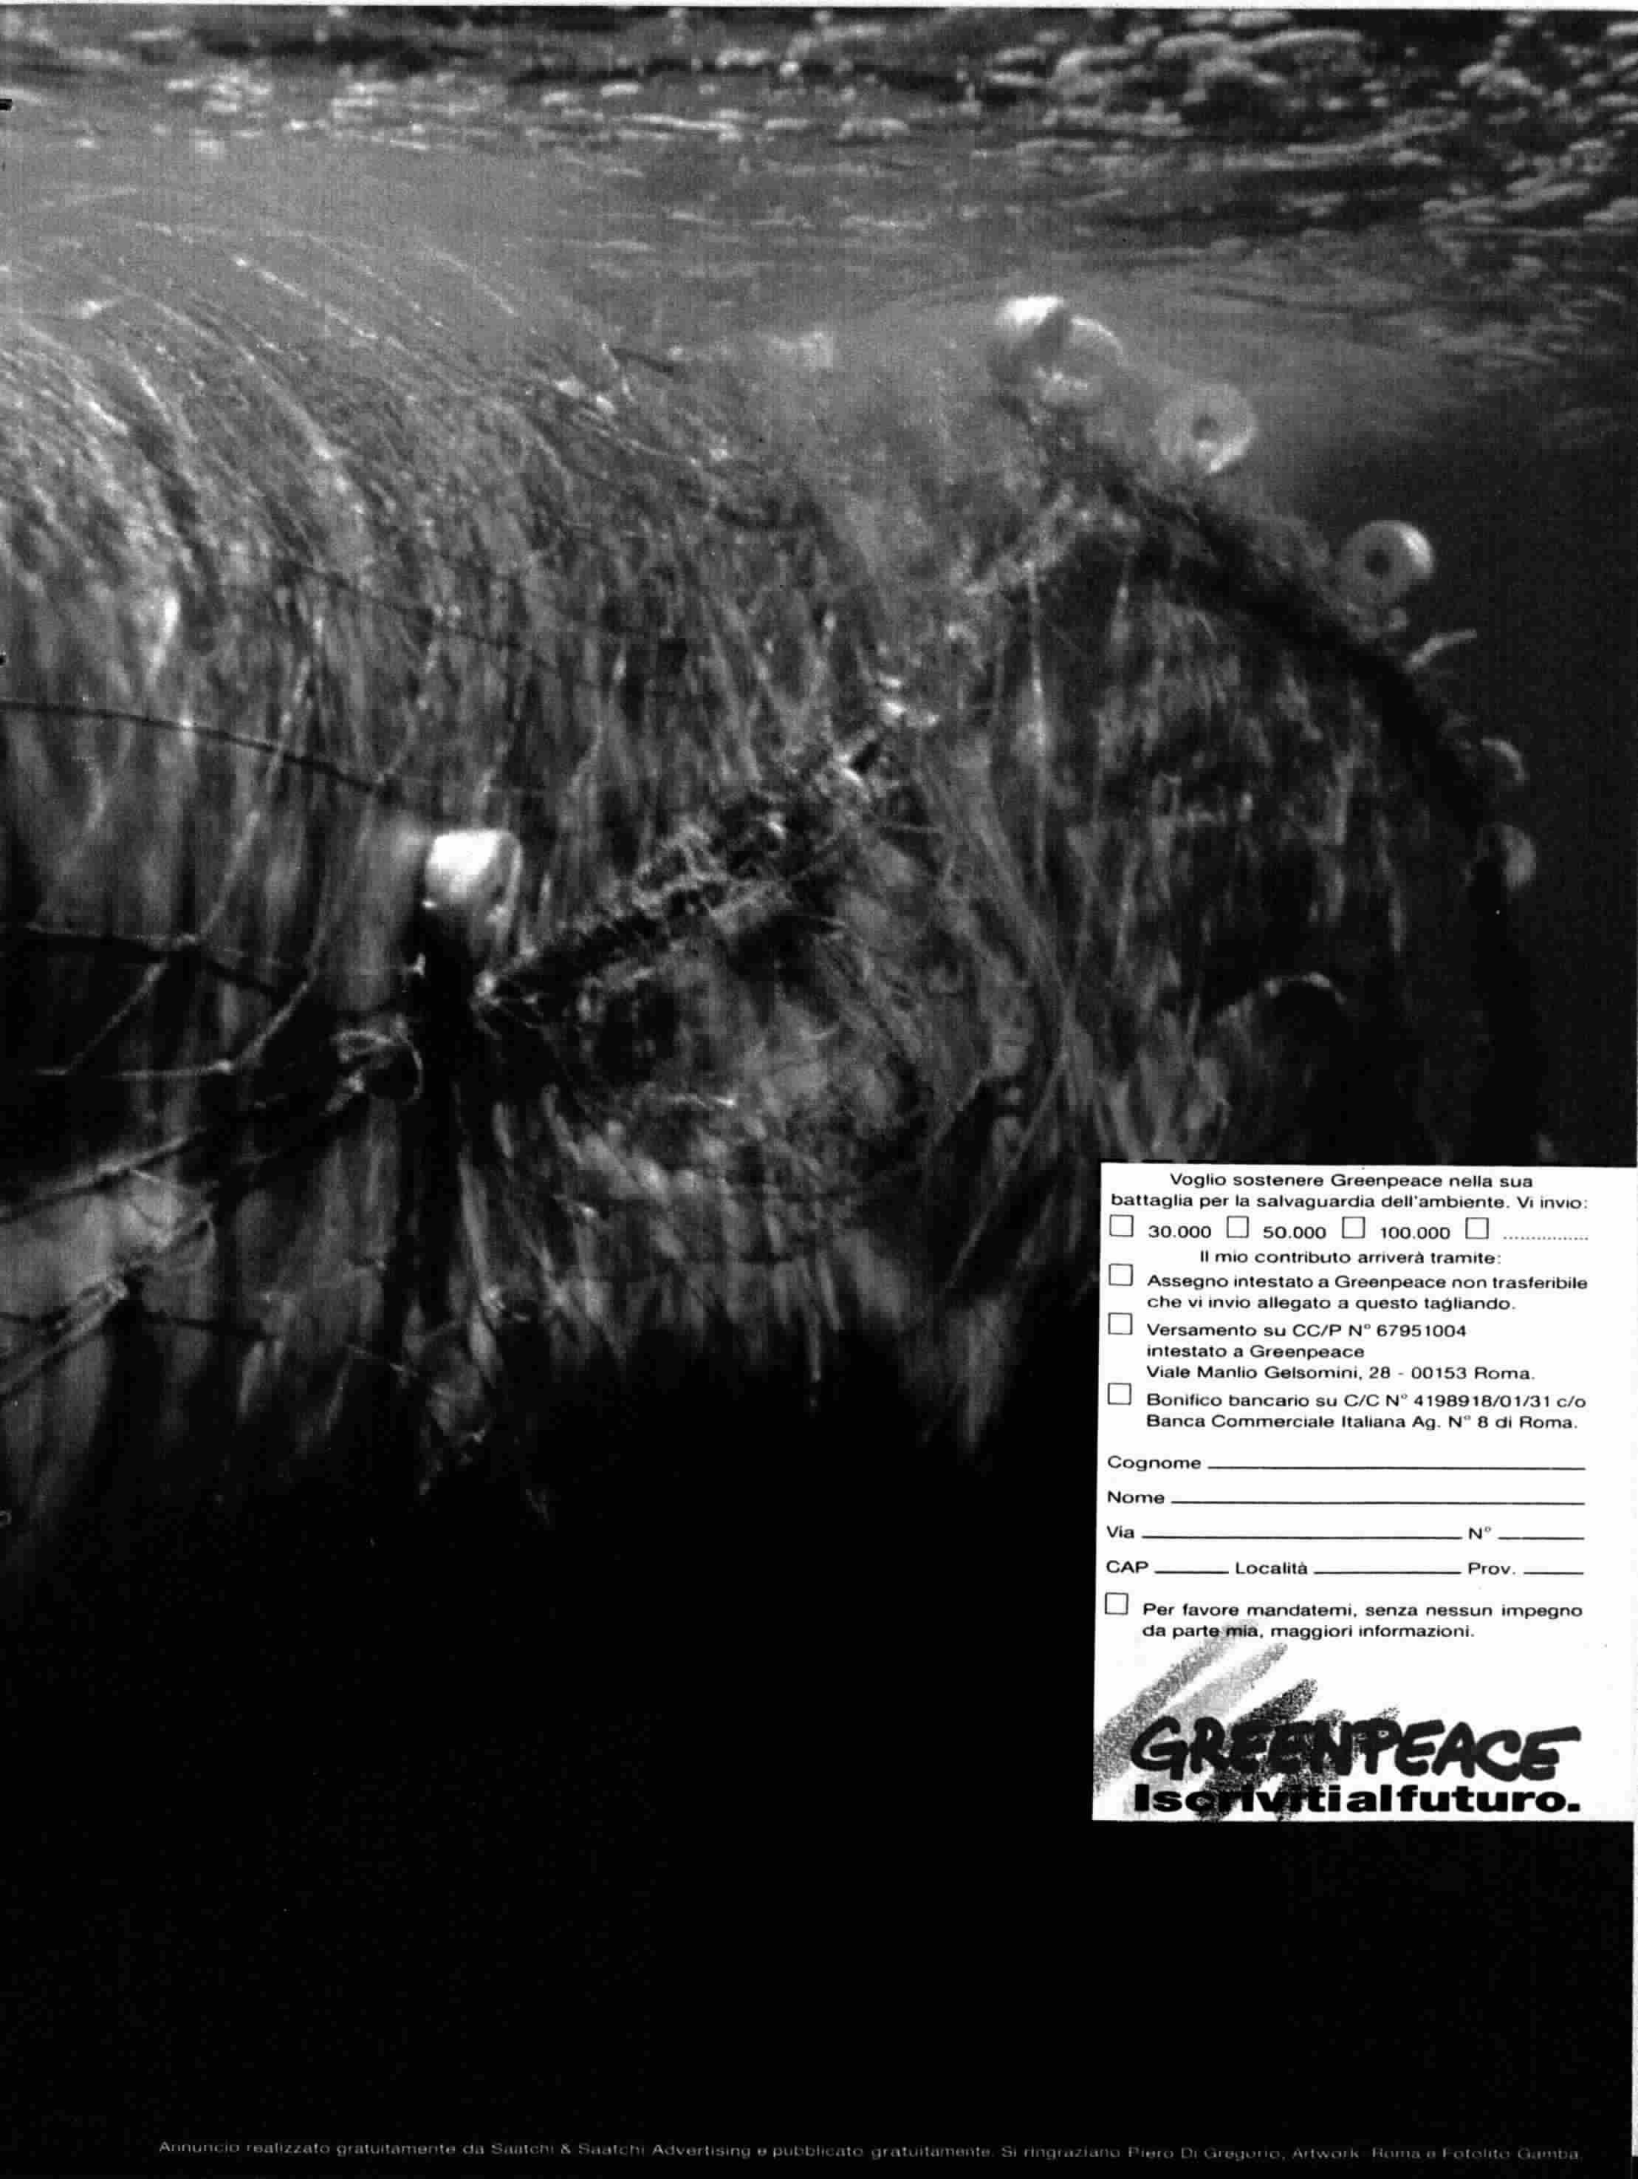 Voglio sostenere Greenpeace nella sua
battaglia per la salvaguardia dell'ambiente. Vi invio:
☐ 30.000 ☐ 50.000 ☐ 100.000 ☐ ................
Il mio contributo arriverà tramite:
☐ Assegno intestato a Greenpeace non trasferibile
che vi invio allegato a questo tagliando.
☐ Versamento su CC/P N° 67951004
intestato a Greenpeace
Viale Manlio Gelsomini, 28 - 00153 Roma.
☐ Bonifico bancario su C/C N° 4198918/01/31 c/o
Banca Commerciale Italiana Ag. N° 8 di Roma.
Cognome
Nome
Via N°
CAP Località Prov.
☐ Per favore mandatemi, senza nessun impegno
da parte mia, maggiori informazioni.
GREENPEACE
Iscrivitialfuturo.
Annuncio realizzato gratuitamente da Saatchi & Saatchi Advertising e pubblicato gratuitamente. Si ringraziano Piero Di Gregorio, Artwork Roma e Fotolito Gamba.